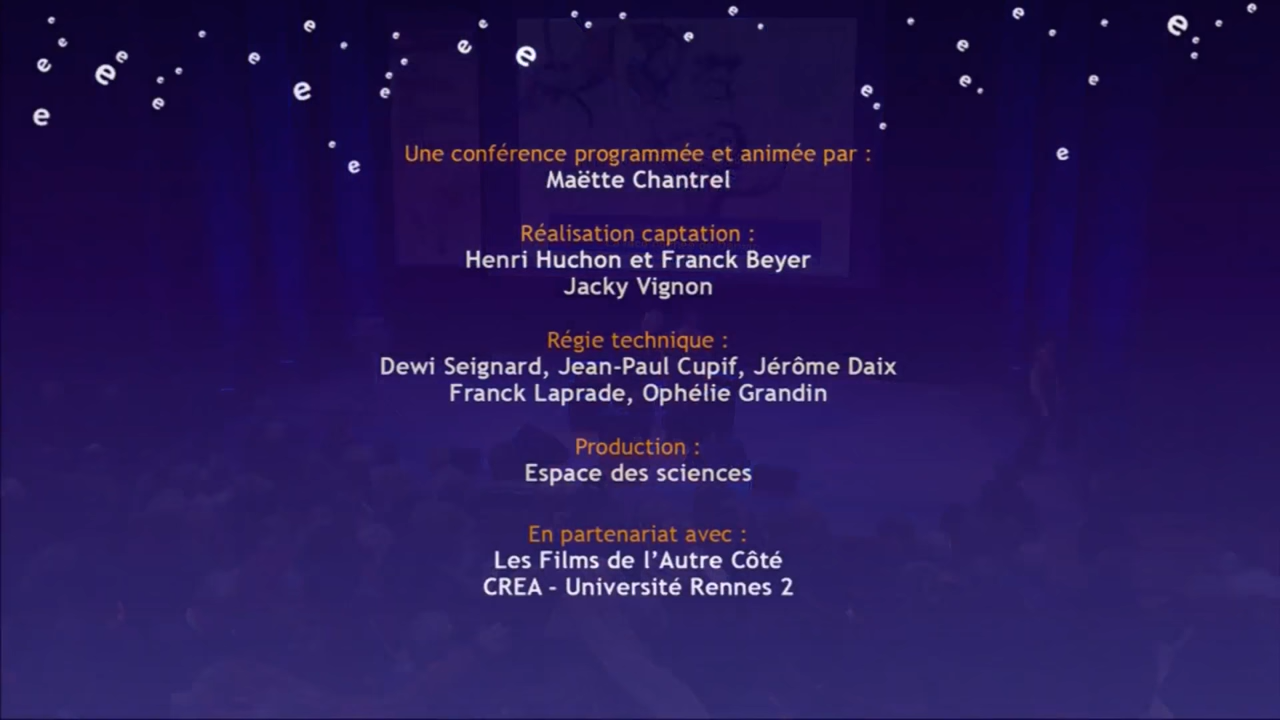 Une conférence programmée et animée par :
Maëtte Chantrel
Réalisation captation :
Henri Huchon et Franck Beyer
Jacky Vignon
Régie technique :
Dewi Seignard, Jean-Paul Cupif, Jérôme Daix
Franck Laprade, Ophélie Grandin
Production :
Espace des sciences
En partenariat avec :
Les Films de l’Autre Côté
CREA - Université Rennes 2